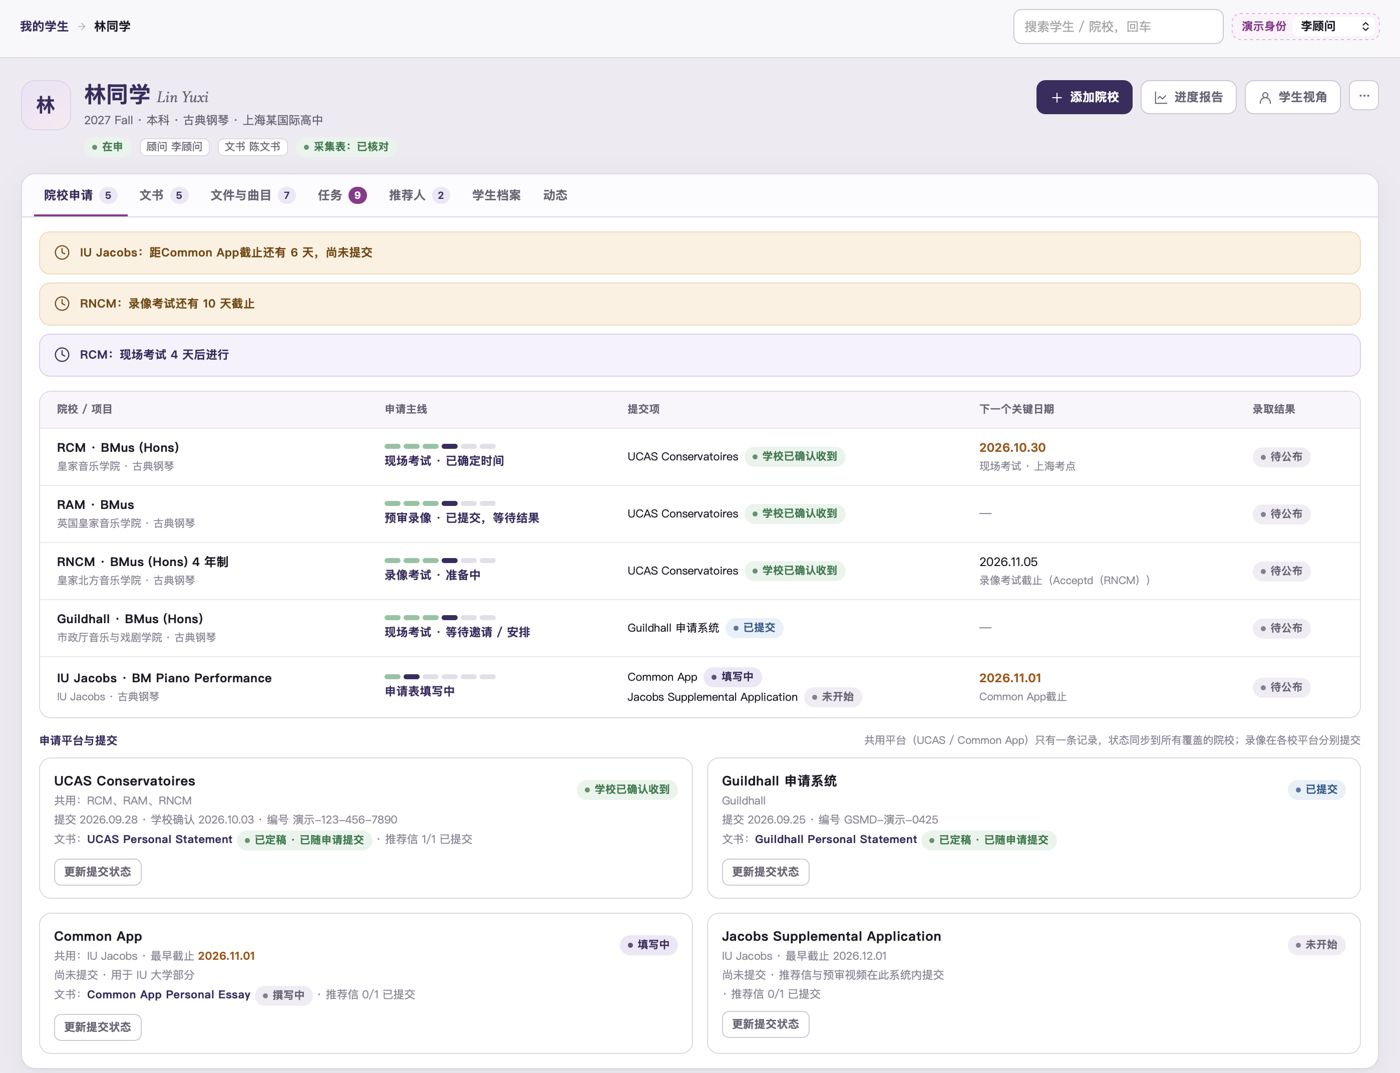 我的学生 → 林同学
搜索学生 / 院校，回车
演示身份 李顾问
林
林同学 Lin Yuxi
2027 Fall · 本科 · 古典钢琴 · 上海某国际高中
在申 顾问 李顾问 文书 陈文书 采集表：已核对
+ 添加院校
进度报告
学生视角
...
院校申请 5 文书 5 文件与曲目 7 任务 9 推荐人 2 学生档案 动态
IU Jacobs：距Common App截止还有 6 天，尚未提交
RNCM：录像考试还有 10 天截止
RCM：现场考试 4 天后进行
院校 / 项目 申请主线 提交项 下一个关键日期 录取结果
RCM · BMus (Hons)
皇家音乐学院 · 古典钢琴
现场考试 · 已确定时间
UCAS Conservatoires 学校已确认收到
2026.10.30
现场考试 · 上海考点
待公布
RAM · BMus
英国皇家音乐学院 · 古典钢琴
预审录像 · 已提交，等待结果
UCAS Conservatoires 学校已确认收到
—
待公布
RNCM · BMus (Hons) 4 年制
皇家北方音乐学院 · 古典钢琴
录像考试 · 准备中
UCAS Conservatoires 学校已确认收到
2026.11.05
录像考试截止（Acceptd（RNCM））
待公布
Guildhall · BMus (Hons)
市政厅音乐与戏剧学院 · 古典钢琴
现场考试 · 等待邀请 / 安排
Guildhall 申请系统 已提交
—
待公布
IU Jacobs · BM Piano Performance
IU Jacobs · 古典钢琴
申请表填写中
Common App 填写中
Jacobs Supplemental Application 未开始
2026.11.01
Common App截止
待公布
申请平台与提交
共用平台（UCAS / Common App）只有一条记录，状态同步到所有覆盖的院校；录像在各校平台分别提交
UCAS Conservatoires
学校已确认收到
共用：RCM、RAM、RNCM
提交 2026.09.28 · 学校确认 2026.10.03 · 编号 演示-123-456-7890
文书：UCAS Personal Statement 已定稿 · 已随申请提交 · 推荐信 1/1 已提交
更新提交状态
Guildhall 申请系统
已提交
Guildhall
提交 2026.09.25 · 编号 GSMD-演示-0425
文书：Guildhall Personal Statement 已定稿 · 已随申请提交
更新提交状态
Common App
填写中
共用：IU Jacobs · 最早截止 2026.11.01
尚未提交 · 用于 IU 大学部分
文书：Common App Personal Essay 撰写中 · 推荐信 0/1 已提交
更新提交状态
Jacobs Supplemental Application
未开始
IU Jacobs · 最早截止 2026.12.01
尚未提交 · 推荐信与预审视频在此系统内提交
· 推荐信 0/1 已提交
更新提交状态